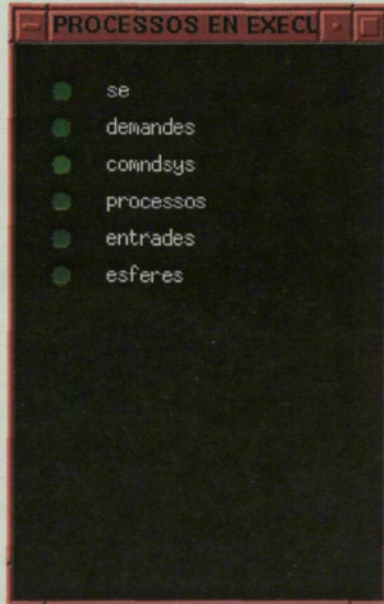 PROCESSOS EN EXECU
se
demandes
comndsys
processos
entrades
esferes